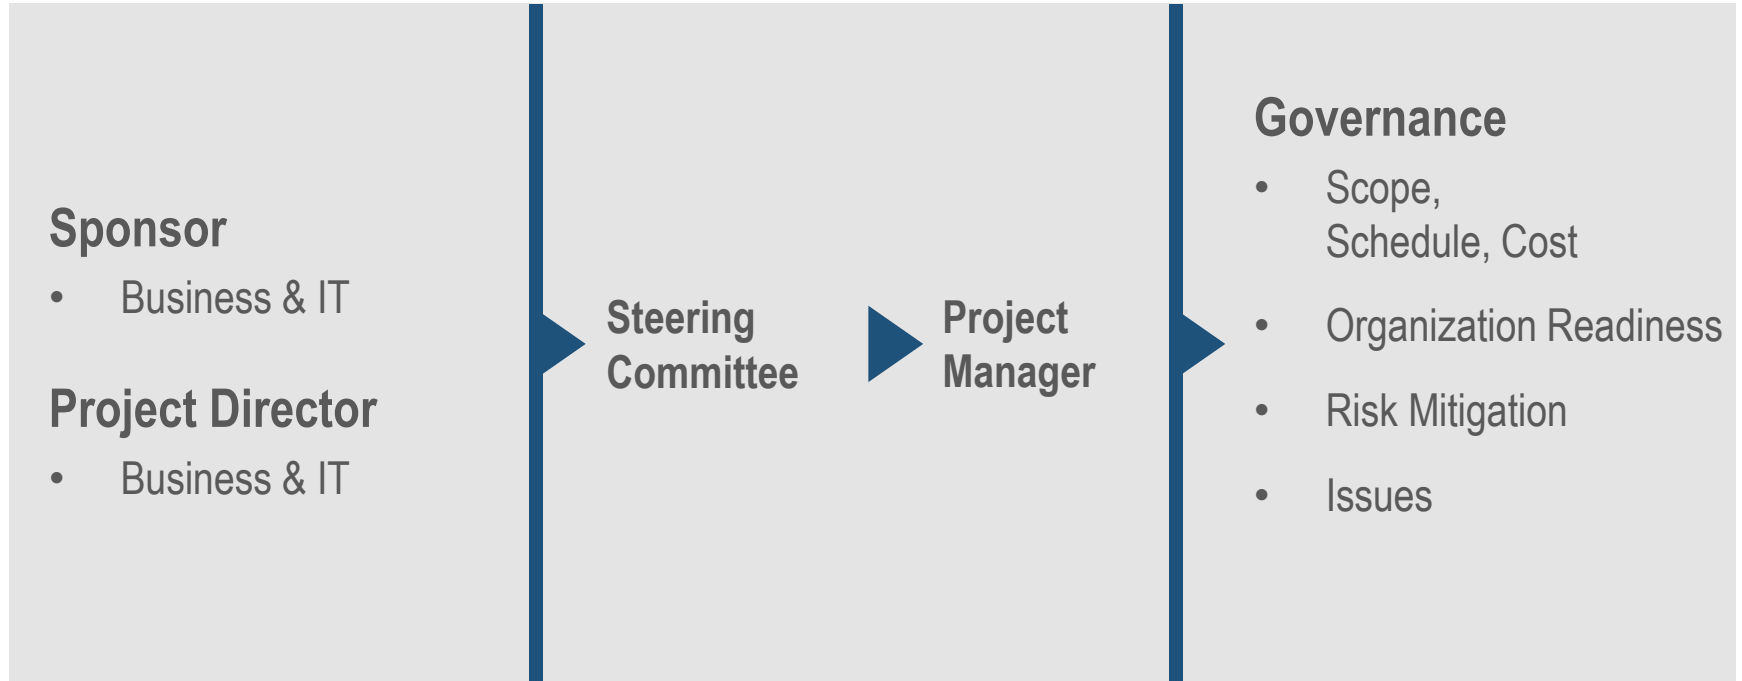 Sponsor
• Business & IT
Project Director
• Business & IT
Steering
Committee
Project
Manager
Governance
• Scope,
Schedule, Cost
• Organization Readiness
• Risk Mitigation
• Issues